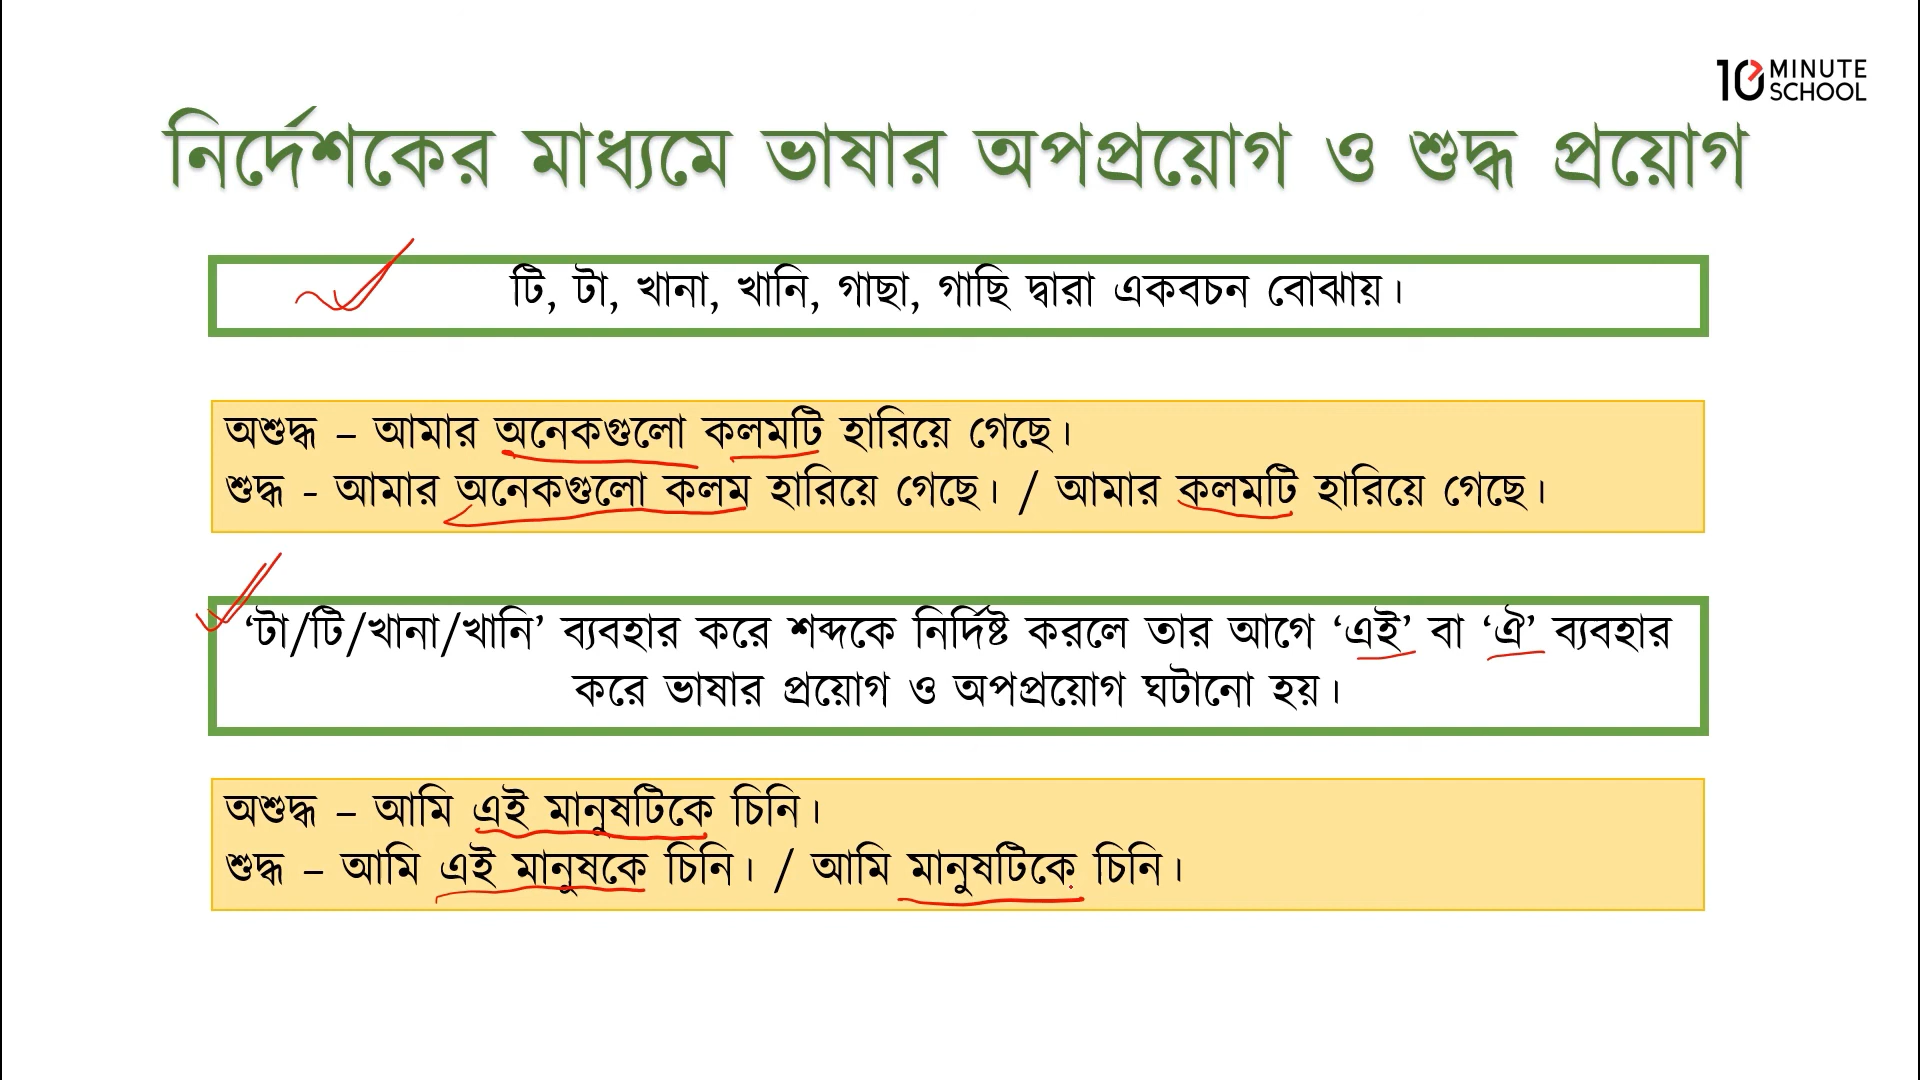 10 MINUTE SCHOOL
নির্দেশকের মাধ্যমে ভাষার অপপ্রয়োগ ও শুদ্ধ প্রয়োগ
টি, টা, খানা, খানি, গাছা, গাছি দ্বারা একবচন বোঝায়।
অশুদ্ধ – আমার অনেকগুলো কলমটি হারিয়ে গেছে।
শুদ্ধ - আমার অনেকগুলো কলম হারিয়ে গেছে। / আমার কলমটি হারিয়ে গেছে।
‘টা/টি/খানা/খানি’ ব্যবহার করে শব্দকে নির্দিষ্ট করলে তার আগে ‘এই’ বা ‘ঐ’ ব্যবহার
করে ভাষার প্রয়োগ ও অপপ্রয়োগ ঘটানো হয়।
অশুদ্ধ – আমি এই মানুষটিকে চিনি।
শুদ্ধ – আমি এই মানুষকে চিনি। / আমি মানুষটিকে চিনি।